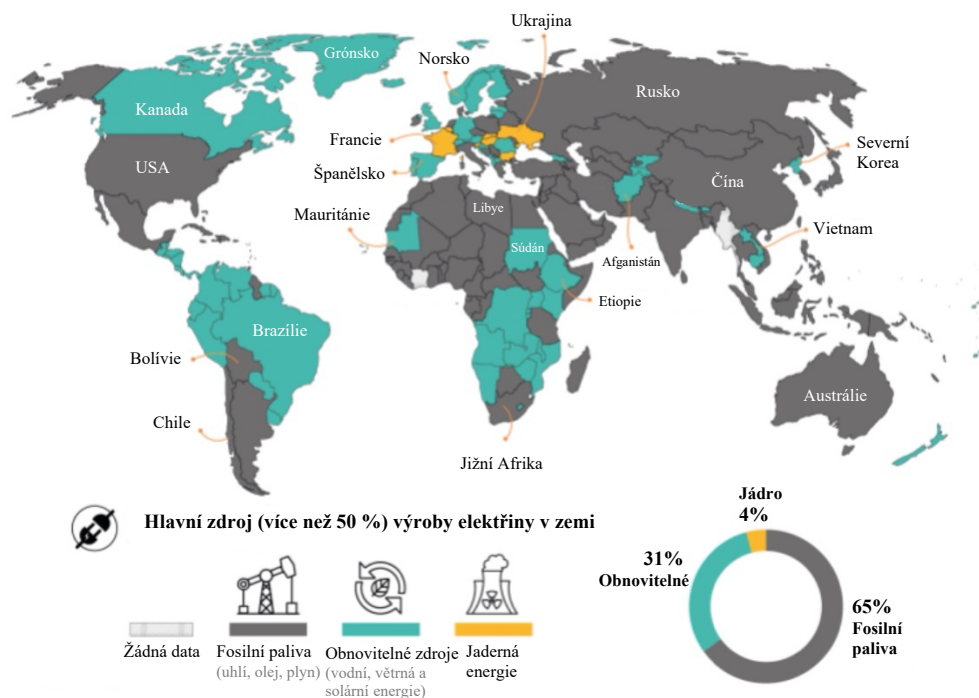 Ukrajina
Grónsko
Norsko
Kanada
Rusko
Francie
USA
Španělsko
Čína
Severní
Korea
Mauritánie
Libye
Súdán
Vietnam
Afganistán
Etiopie
Brazílie
Bolívie
Chile
Austrálie
Jižní Afrika
Hlavní zdroj (více než 50 %) výroby elektřiny v zemi
Žádná data
Fosilní paliva
(uhlí, olej, plyn)
Obnovitelné zdroje
(vodní, větrná a
solární energie)
Jaderná
energie
Jádro
4%
31%
Obnovitelné
65%
Fosilní
paliva